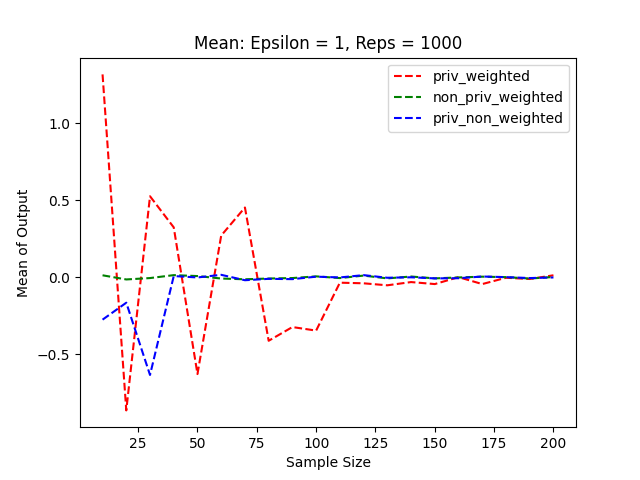 Mean: Epsilon = 1, Reps = 1000
priv_weighted
non_priv_weighted
priv_non_weighted
Mean of Output
1.0
0.5
0.0
−0.5
25
50
75
100
125
150
175
200
Sample Size